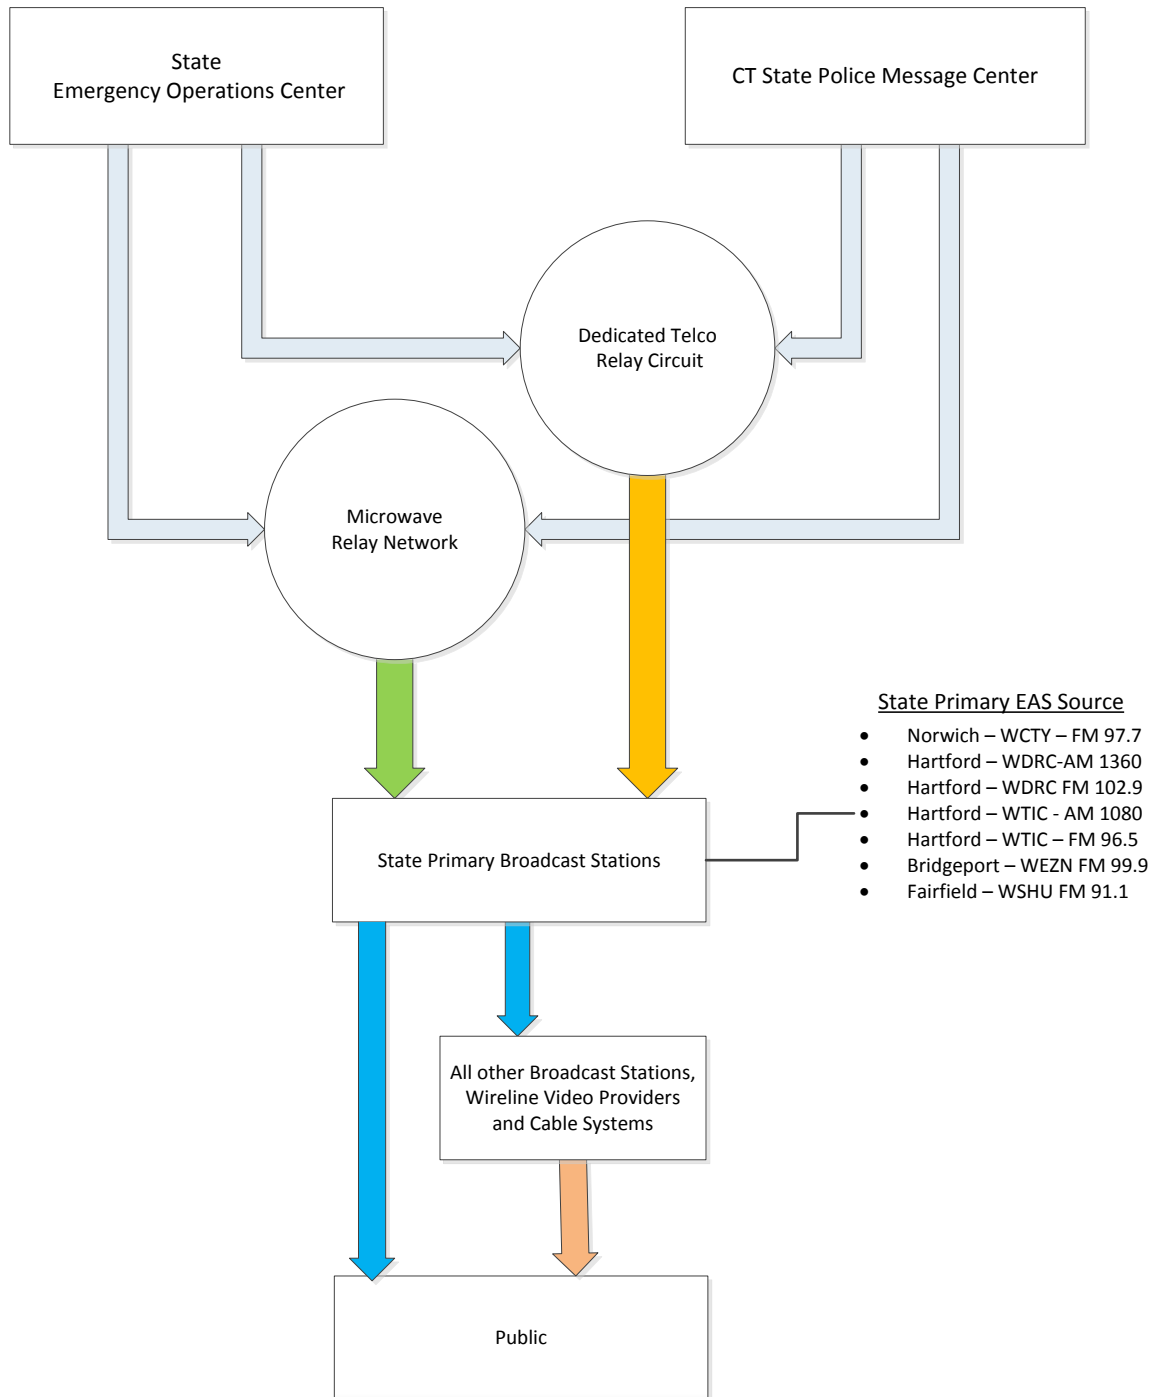 State
Emergency Operations Center
CT State Police Message Center
Dedicated Telco
Relay Circuit
Microwave
Relay Network
State Primary EAS Source
• Norwich – WCTY – FM 97.7
• Hartford – WDRC-AM 1360
• Hartford – WDRC FM 102.9
• Hartford – WTIC - AM 1080
• Hartford – WTIC – FM 96.5
• Bridgeport – WEZN FM 99.9
• Fairfield – WSHU FM 91.1
State Primary Broadcast Stations
All other Broadcast Stations,
Wireline Video Providers
and Cable Systems
Public